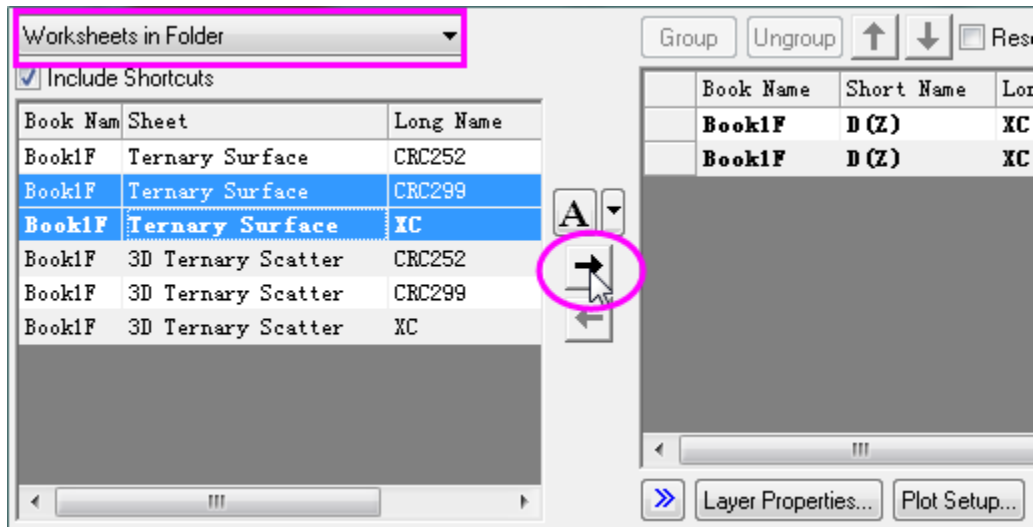 Worksheets in Folder
Include Shortcuts
Book Nam Sheet Long Name
Book1F Ternary Surface CRC252
Book1F Ternary Surface CRC299
Book1F Ternary Surface XC
Book1F 3D Ternary Scatter CRC252
Book1F 3D Ternary Scatter CRC299
Book1F 3D Ternary Scatter XC
A
Group Ungroup Rese
Book Name Short Name Lon
Book1F D(Z) XC
Book1F D(Z) XC
Layer Properties... Plot Setup...